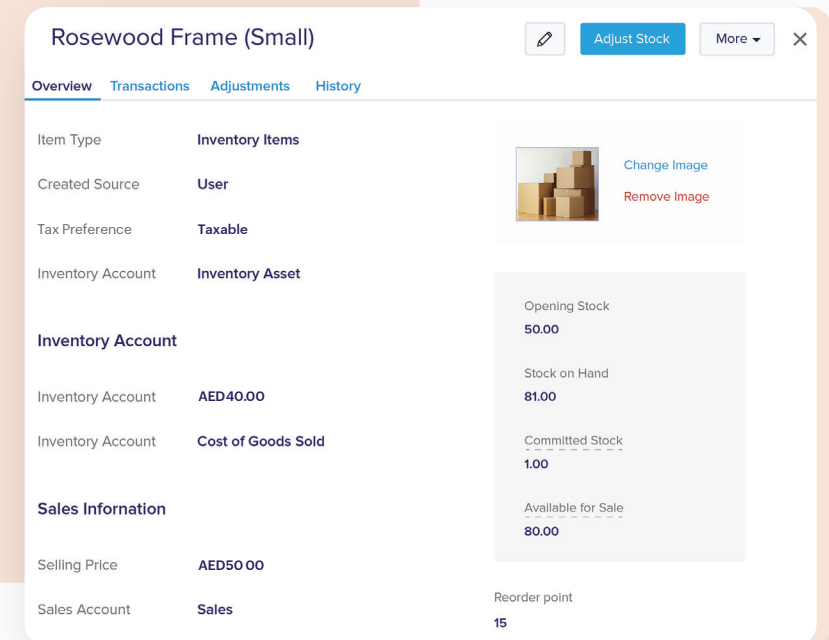 Rosewood Frame (Small)
Adjust Stock
More
Overview Transactions Adjustments History
Item Type Inventory Items
Created Source User
Tax Preference Taxable
Inventory Account Inventory Asset
Inventory Account
Inventory Account AED40.00
Inventory Account Cost of Goods Sold
Sales Infornation
Selling Price AED50 00
Sales Account Sales
Change Image
Remove Image
Opening Stock
50.00
Stock on Hand
81.00
Committed Stock
1.00
Available for Sale
80.00
Reorder point
15